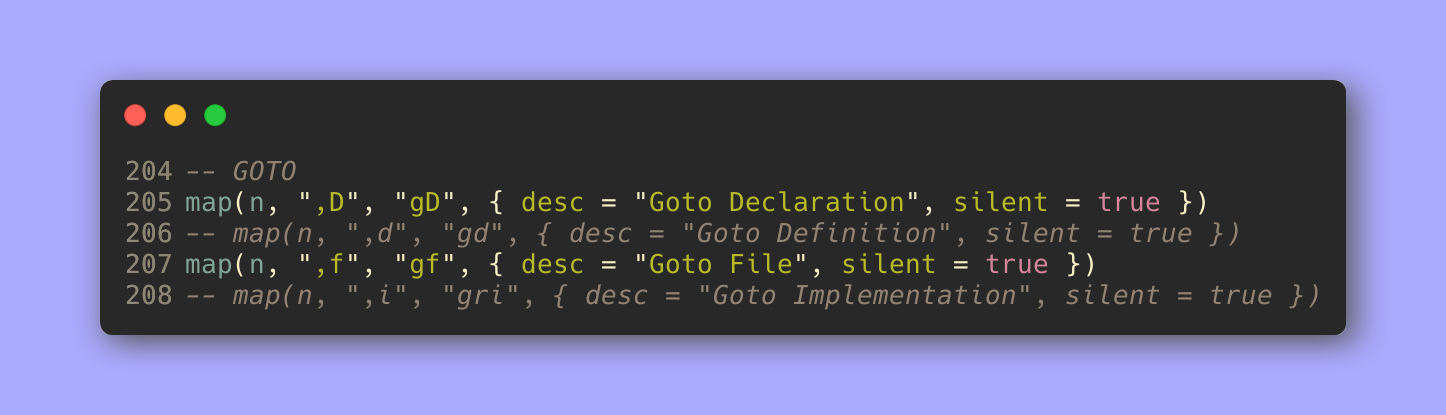 204 -- GOTO
205 map(n, ",D", "gD", { desc = "Goto Declaration", silent = true })
206 -- map(n, ",d", "gd", { desc = "Goto Definition", silent = true })
207 map(n, ",f", "gf", { desc = "Goto File", silent = true })
208 -- map(n, ",i", "gri", { desc = "Goto Implementation", silent = true })